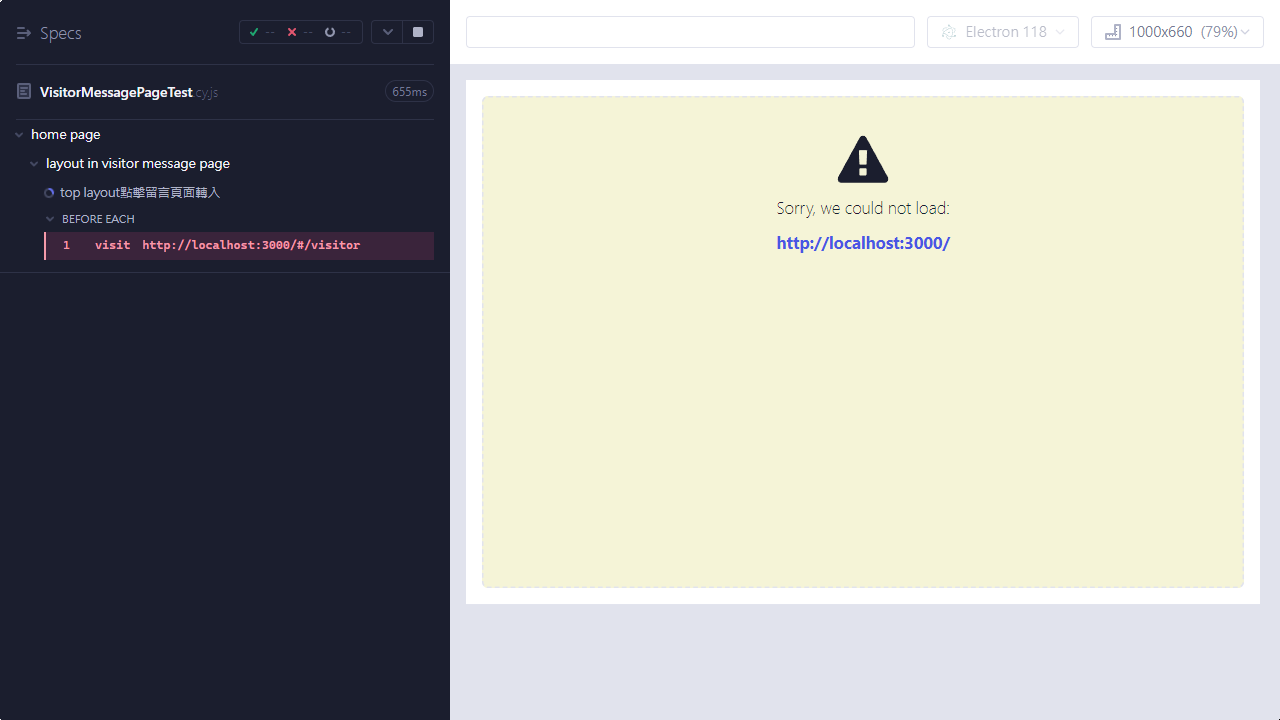 Specs
-- -- --
Electron 118
1000x660 (79%)
VisitorMessagePageTest.cy.js
655ms
home page
layout in visitor message page
top layout點擊留言頁面轉入
BEFORE EACH
1 visit http://localhost:3000/#/visitor
Sorry, we could not load:
http://localhost:3000/